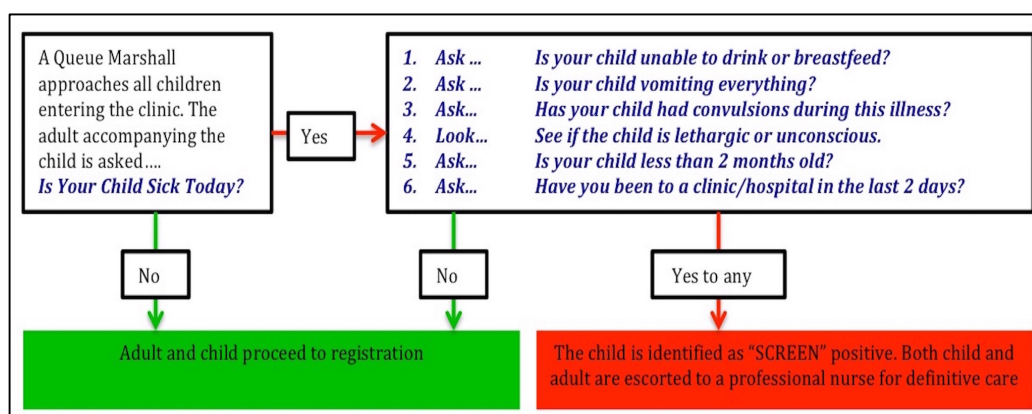 A Queue Marshall
approaches all children
entering the clinic. The
adult accompanying the
child is asked….
Is Your Child Sick Today?
Yes
1. Ask … Is your child unable to drink or breastfeed?
2. Ask … Is your child vomiting everything?
3. Ask… Has your child had convulsions during this illness?
4. Look… See if the child is lethargic or unconscious.
5. Ask… Is your child less than 2 months old?
6. Ask… Have you been to a clinic/hospital in the last 2 days?
No
No
Yes to any
Adult and child proceed to registration
The child is identified as “SCREEN” positive. Both child and
adult are escorted to a professional nurse for definitive care